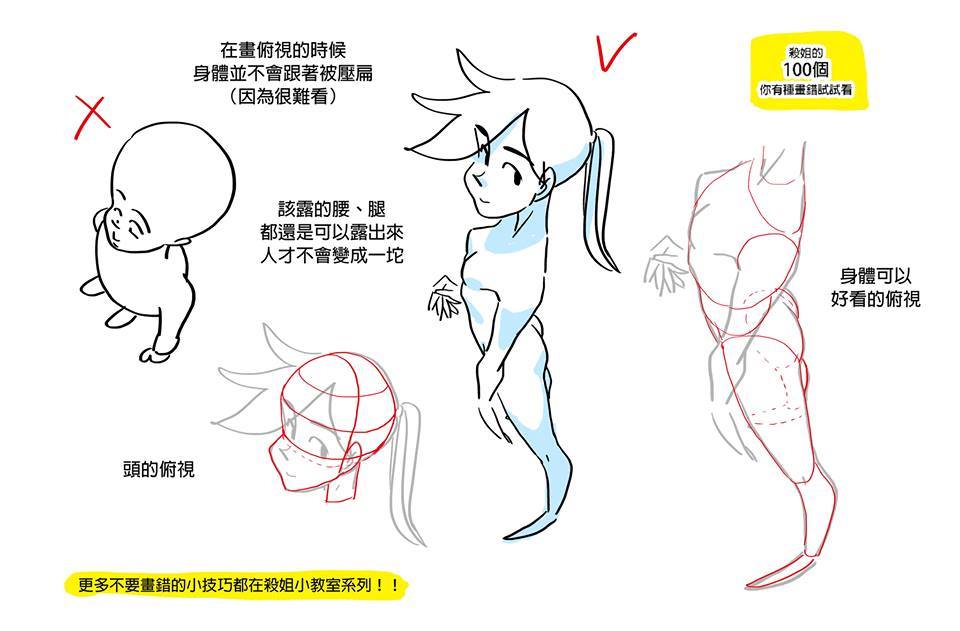 在畫俯視的時候
身體並不會跟著被壓扁
（因為很難看）
殺姐的
100個
你有種畫錯試試看
該露的腰、腿
都還是可以露出來
人才不會變成一坨
身體可以
好看的俯視
頭的俯視
更多不要畫錯的小技巧都在殺姐小教室系列！！